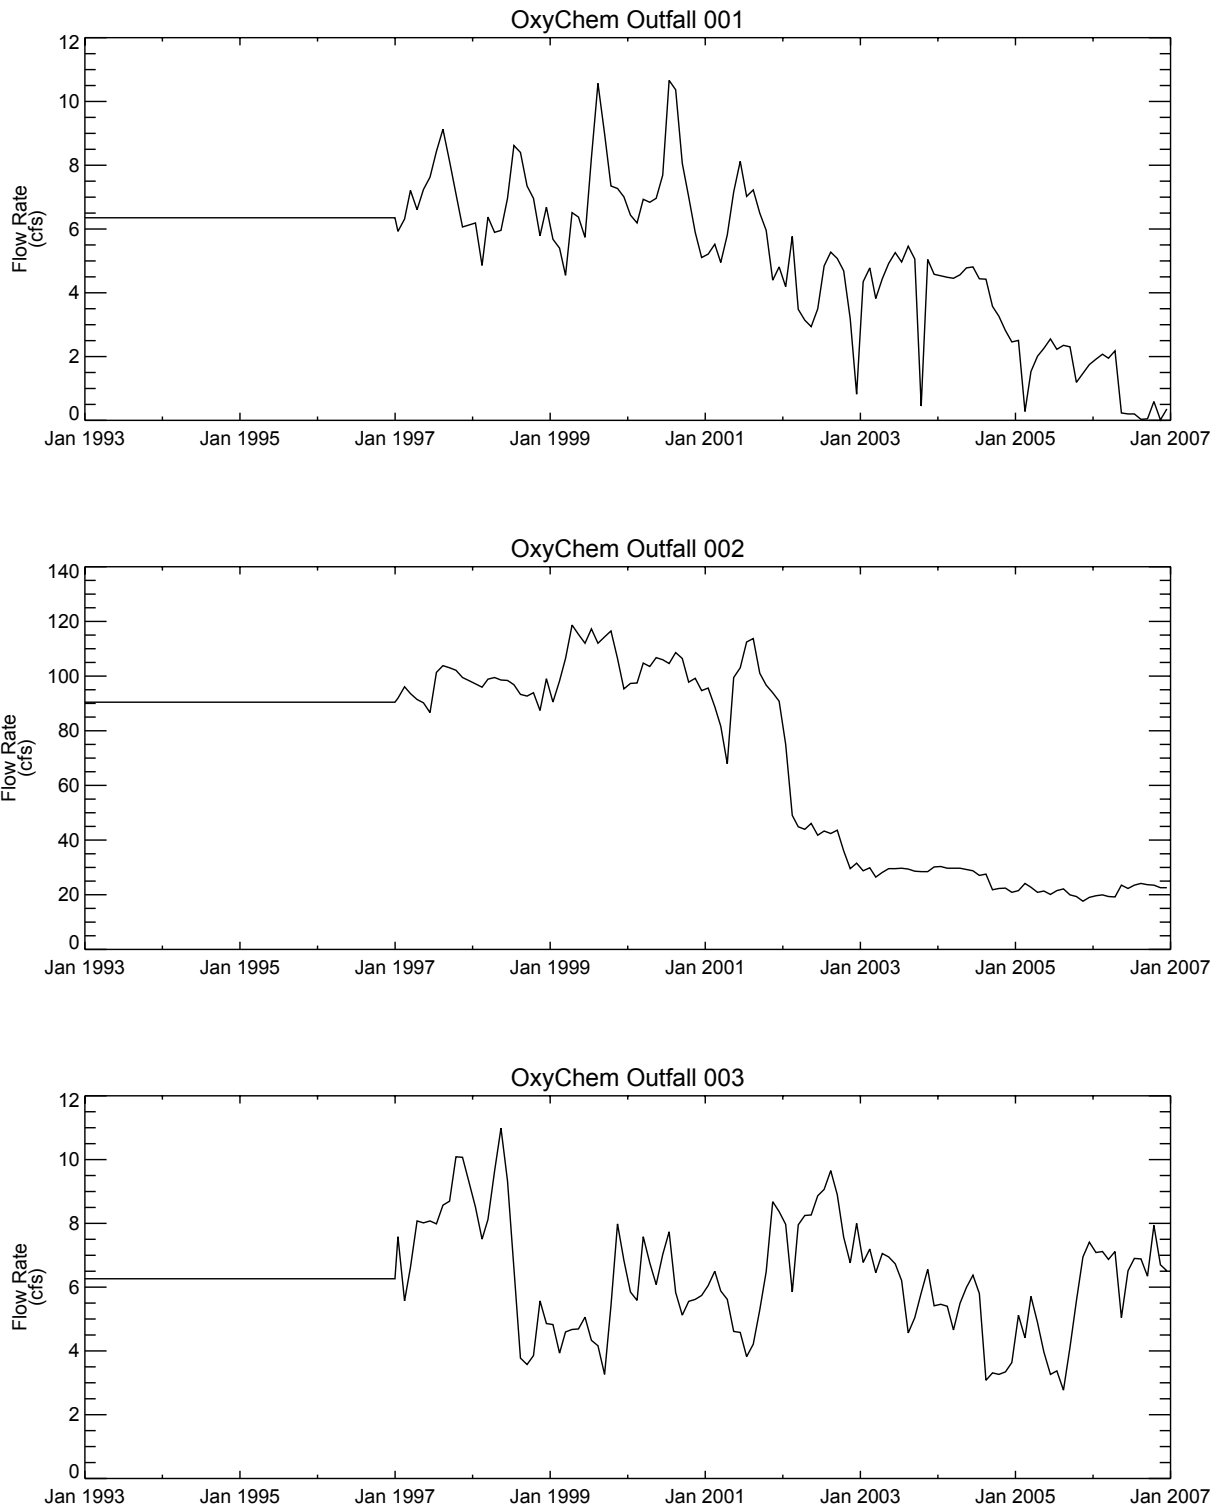 OxyChem Outfall 001
12
10
8
6
4
2
0
Flow Rate
(cfs)
Jan 1993 Jan 1995 Jan 1997 Jan 1999 Jan 2001 Jan 2003 Jan 2005 Jan 2007
OxyChem Outfall 002
140
120
100
80
60
40
20
0
Flow Rate
(cfs)
Jan 1993 Jan 1995 Jan 1997 Jan 1999 Jan 2001 Jan 2003 Jan 2005 Jan 2007
OxyChem Outfall 003
12
10
8
6
4
2
0
Flow Rate
(cfs)
Jan 1993 Jan 1995 Jan 1997 Jan 1999 Jan 2001 Jan 2003 Jan 2005 Jan 2007